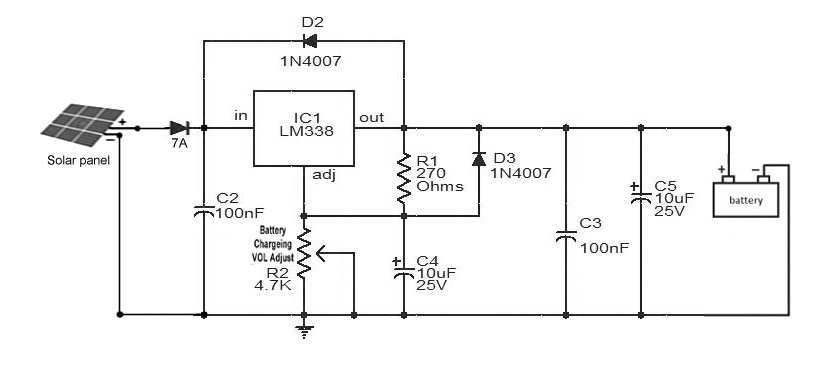 D2
1N4007
+
−
Solar panel
7A
in
IC1
LM338
out
adj
R1
270
Ohms
D3
1N4007
C2
100nF
Battery
Chargeing
VOL Adjust
R2
4.7K
+
C4
10uF
25V
C3
100nF
+
C5
10uF
25V
+
−
battery